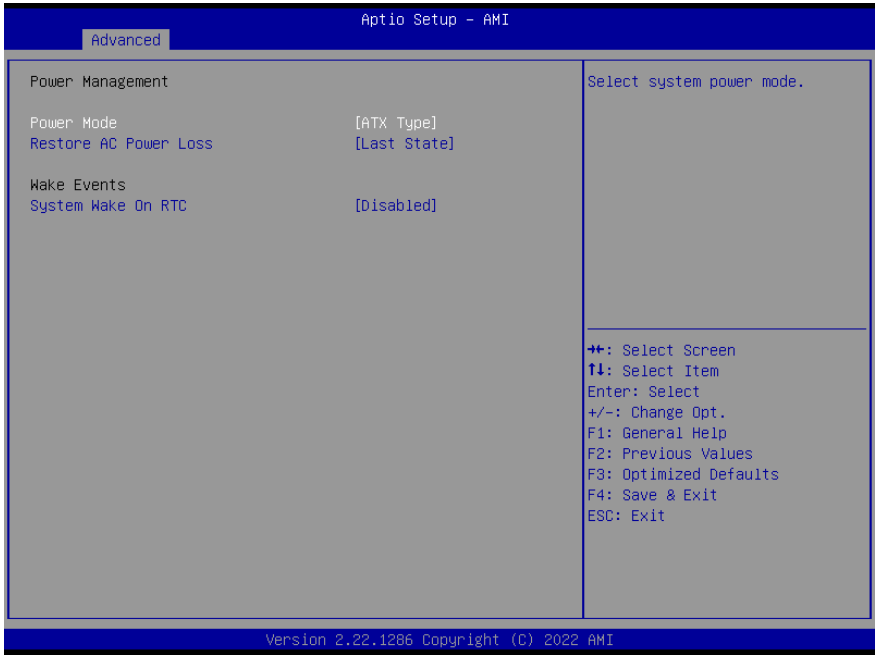 Aptio Setup – AMI
Advanced
Power Management
Power Mode [ATX Type]
Restore AC Power Loss [Last State]
Wake Events
System Wake On RTC [Disabled]
Select system power mode.
→←: Select Screen
↑↓: Select Item
Enter: Select
+/-: Change Opt.
F1: General Help
F2: Previous Values
F3: Optimized Defaults
F4: Save & Exit
ESC: Exit
Version 2.22.1286 Copyright (C) 2022 AMI